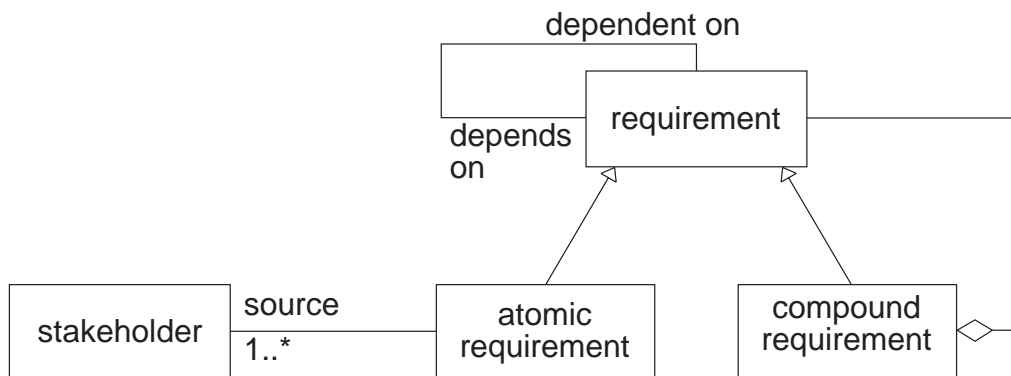 dependent on
requirement
depends
on
stakeholder
source
1..*
atomic
requirement
compound
requirement